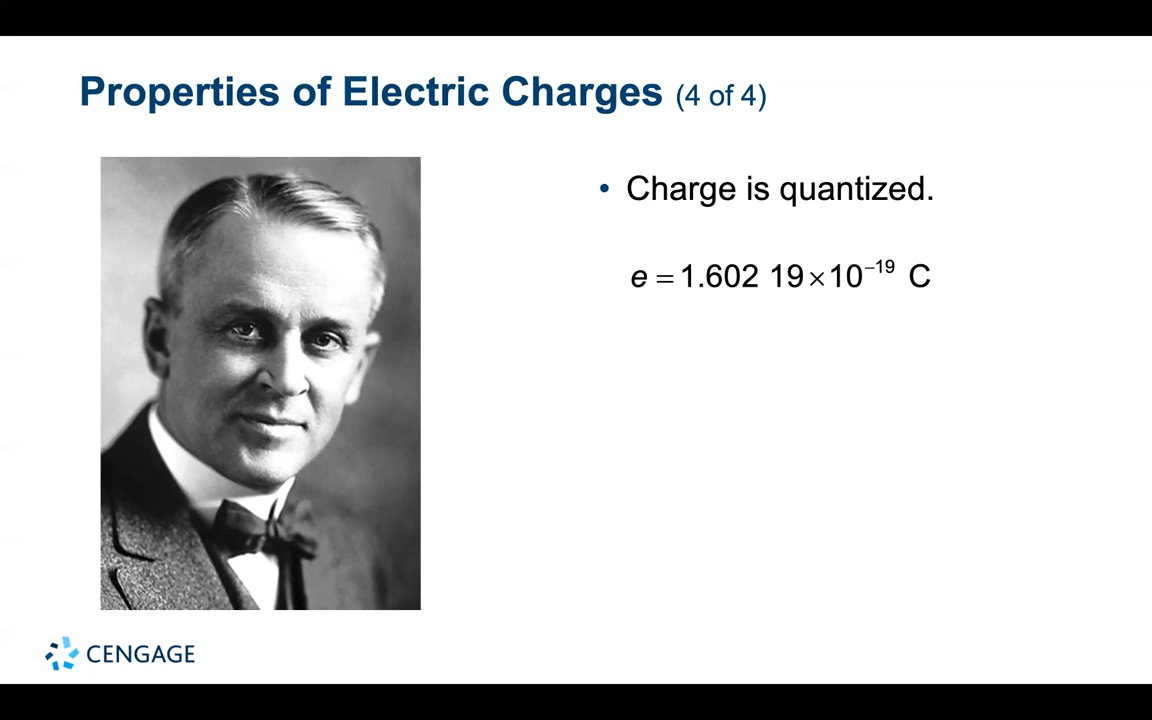 Properties of Electric Charges (4 of 4)
• Charge is quantized.
e = 1.602 19×10⁻¹⁹ C
CENGAGE